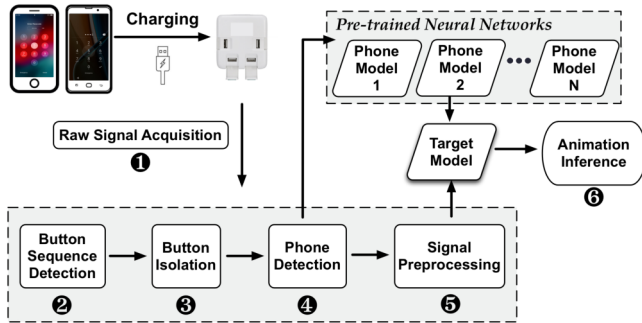 Charging
Pre-trained Neural Networks
Phone
Model
1
Phone
Model
2
Phone
Model
N
Raw Signal Acquisition
1
Target
Model
Animation
Inference
6
Button
Sequence
Detection
2
Button
Isolation
3
Phone
Detection
4
Signal
Preprocessing
5